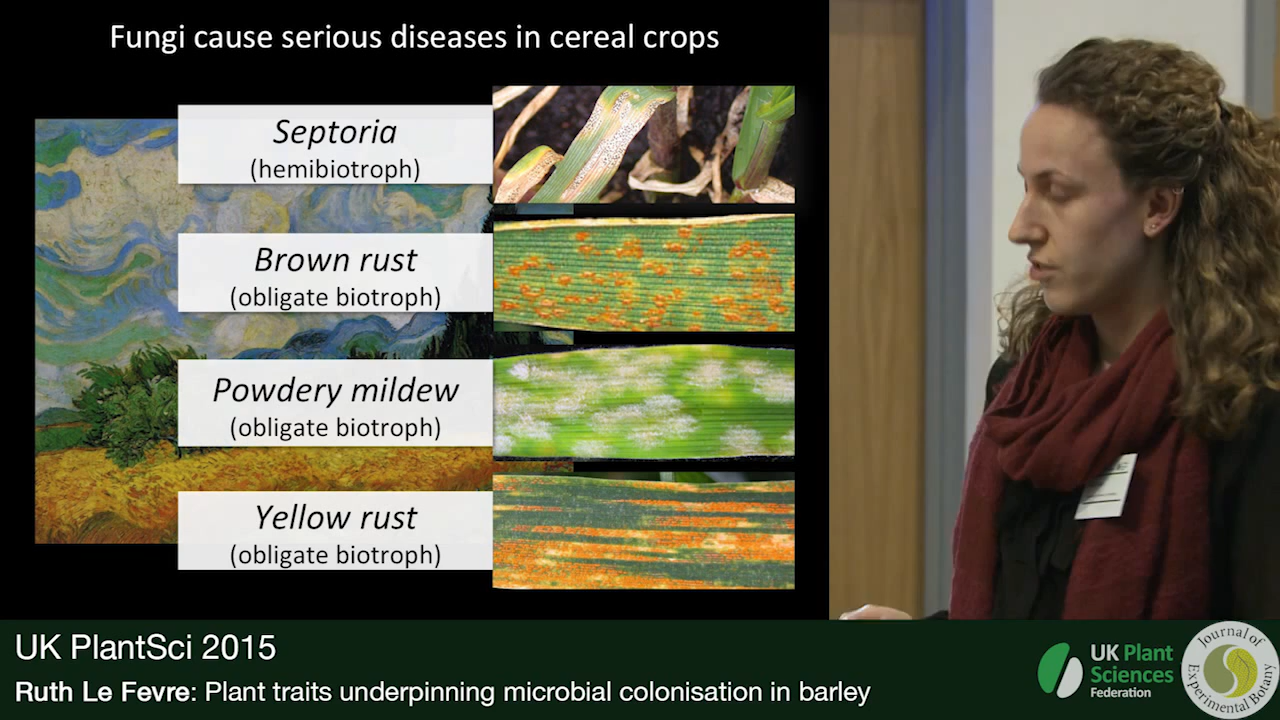 Fungi cause serious diseases in cereal crops
Septoria
(hemibiotroph)
Brown rust
(obligate biotroph)
Powdery mildew
(obligate biotroph)
Yellow rust
(obligate biotroph)
UK PlantSci 2015
Ruth Le Fevre: Plant traits underpinning microbial colonisation in barley
UK Plant
Sciences
Federation
Journal of
Experimental Botany